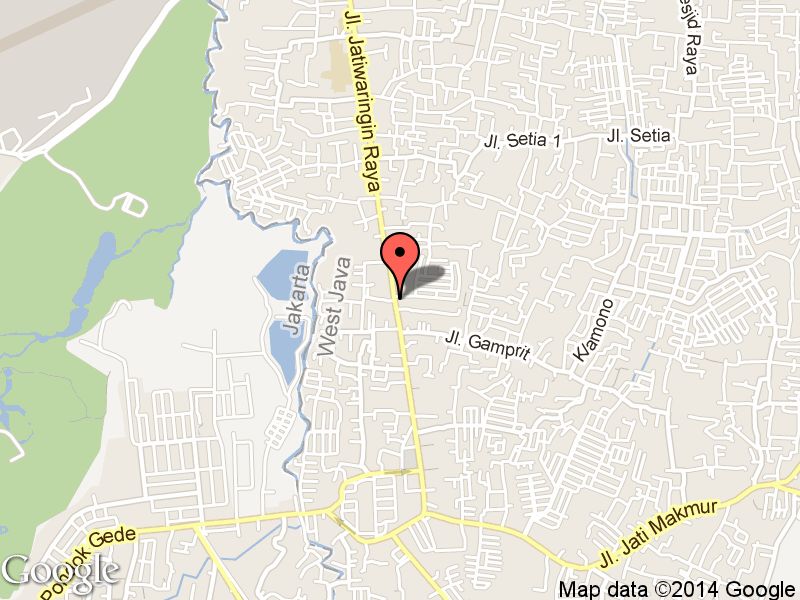 Jl. Jatiwaringin Raya
esjid Raya
Jl. Setia 1
Jl. Setia
Jakarta
West Java
Jl. Gamprit
Klamono
Jl. Jati Makmur
Pondok Gede
Google
Map data ©2014 Google